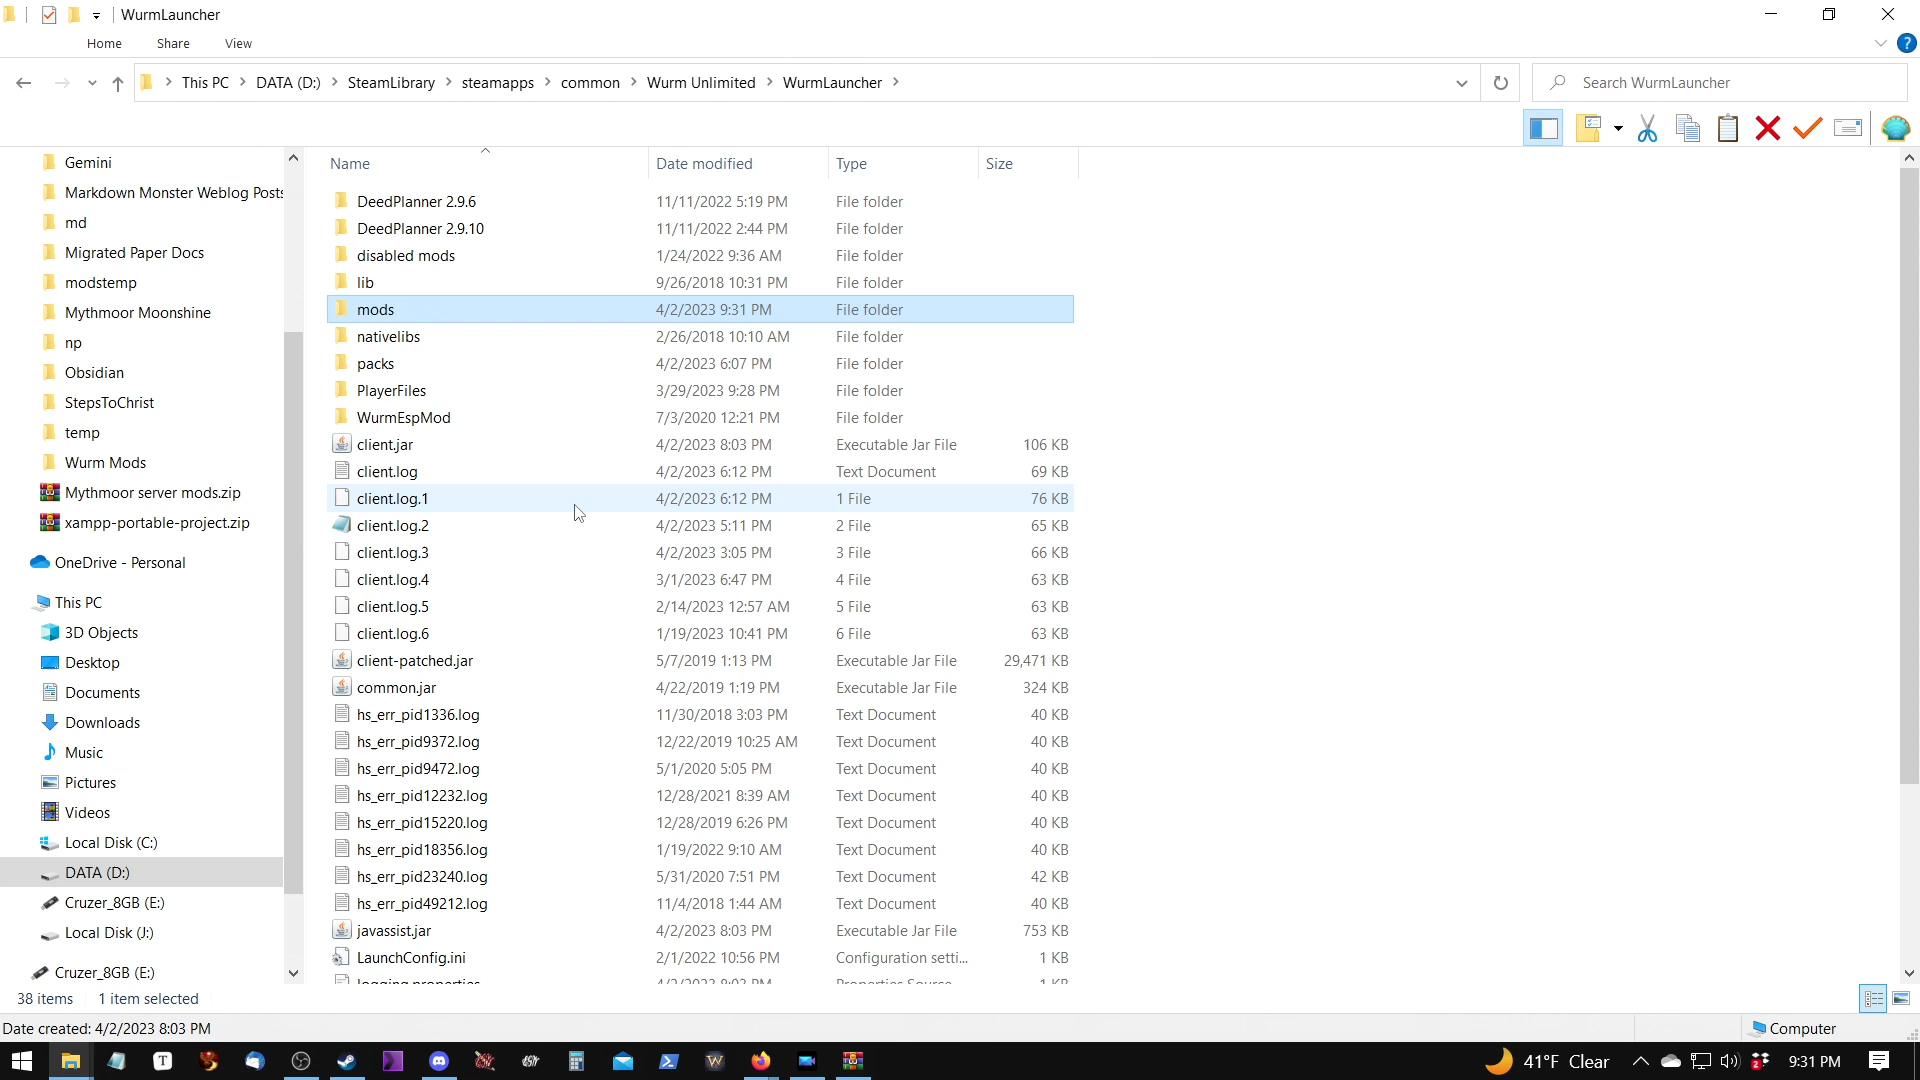 WurmLauncher
Home Share View
This PC DATA (D:) SteamLibrary steamapps common Wurm Unlimited WurmLauncher Search WurmLauncher
Gemini
Markdown Monster Weblog Posts
md
Migrated Paper Docs
modstemp
Mythmoor Moonshine
np
Obsidian
StepsToChrist
temp
Wurm Mods
Mythmoor server mods.zip
xampp-portable-project.zip
OneDrive - Personal
This PC
3D Objects
Desktop
Documents
Downloads
Music
Pictures
Videos
Local Disk (C:)
DATA (D:)
Cruzer_8GB (E:)
Local Disk (J:)
Cruzer_8GB (E:)
Name Date modified Type Size
DeedPlanner 2.9.6 11/11/2022 5:19 PM File folder
DeedPlanner 2.9.10 11/11/2022 2:44 PM File folder
disabled mods 1/24/2022 9:36 AM File folder
lib 9/26/2018 10:31 PM File folder
mods 4/2/2023 9:31 PM File folder
nativelibs 2/26/2018 10:10 AM File folder
packs 4/2/2023 6:07 PM File folder
PlayerFiles 3/29/2023 9:28 PM File folder
WurmEspMod 7/3/2020 12:21 PM File folder
client.jar 4/2/2023 8:03 PM Executable Jar File 106 KB
client.log 4/2/2023 6:12 PM Text Document 69 KB
client.log.1 4/2/2023 6:12 PM 1 File 76 KB
client.log.2 4/2/2023 5:11 PM 2 File 65 KB
client.log.3 4/2/2023 3:05 PM 3 File 66 KB
client.log.4 3/1/2023 6:47 PM 4 File 63 KB
client.log.5 2/14/2023 12:57 AM 5 File 63 KB
client.log.6 1/19/2023 10:41 PM 6 File 63 KB
client-patched.jar 5/7/2019 1:13 PM Executable Jar File 29,471 KB
common.jar 4/22/2019 1:19 PM Executable Jar File 324 KB
hs_err_pid1336.log 11/30/2018 3:03 PM Text Document 40 KB
hs_err_pid9372.log 12/22/2019 10:25 AM Text Document 40 KB
hs_err_pid9472.log 5/1/2020 5:05 PM Text Document 40 KB
hs_err_pid12232.log 12/28/2021 8:39 AM Text Document 40 KB
hs_err_pid15220.log 12/28/2019 6:26 PM Text Document 40 KB
hs_err_pid18356.log 1/19/2022 9:10 AM Text Document 40 KB
hs_err_pid23240.log 5/31/2020 7:51 PM Text Document 42 KB
hs_err_pid49212.log 11/4/2018 1:44 AM Text Document 40 KB
javassist.jar 4/2/2023 8:03 PM Executable Jar File 753 KB
LaunchConfig.ini 2/1/2022 10:56 PM Configuration setti... 1 KB
logging.properties 4/2/2023 8:03 PM Properties Source 1 KB
38 items 1 item selected
Date created: 4/2/2023 8:03 PM Computer
41°F Clear 9:31 PM